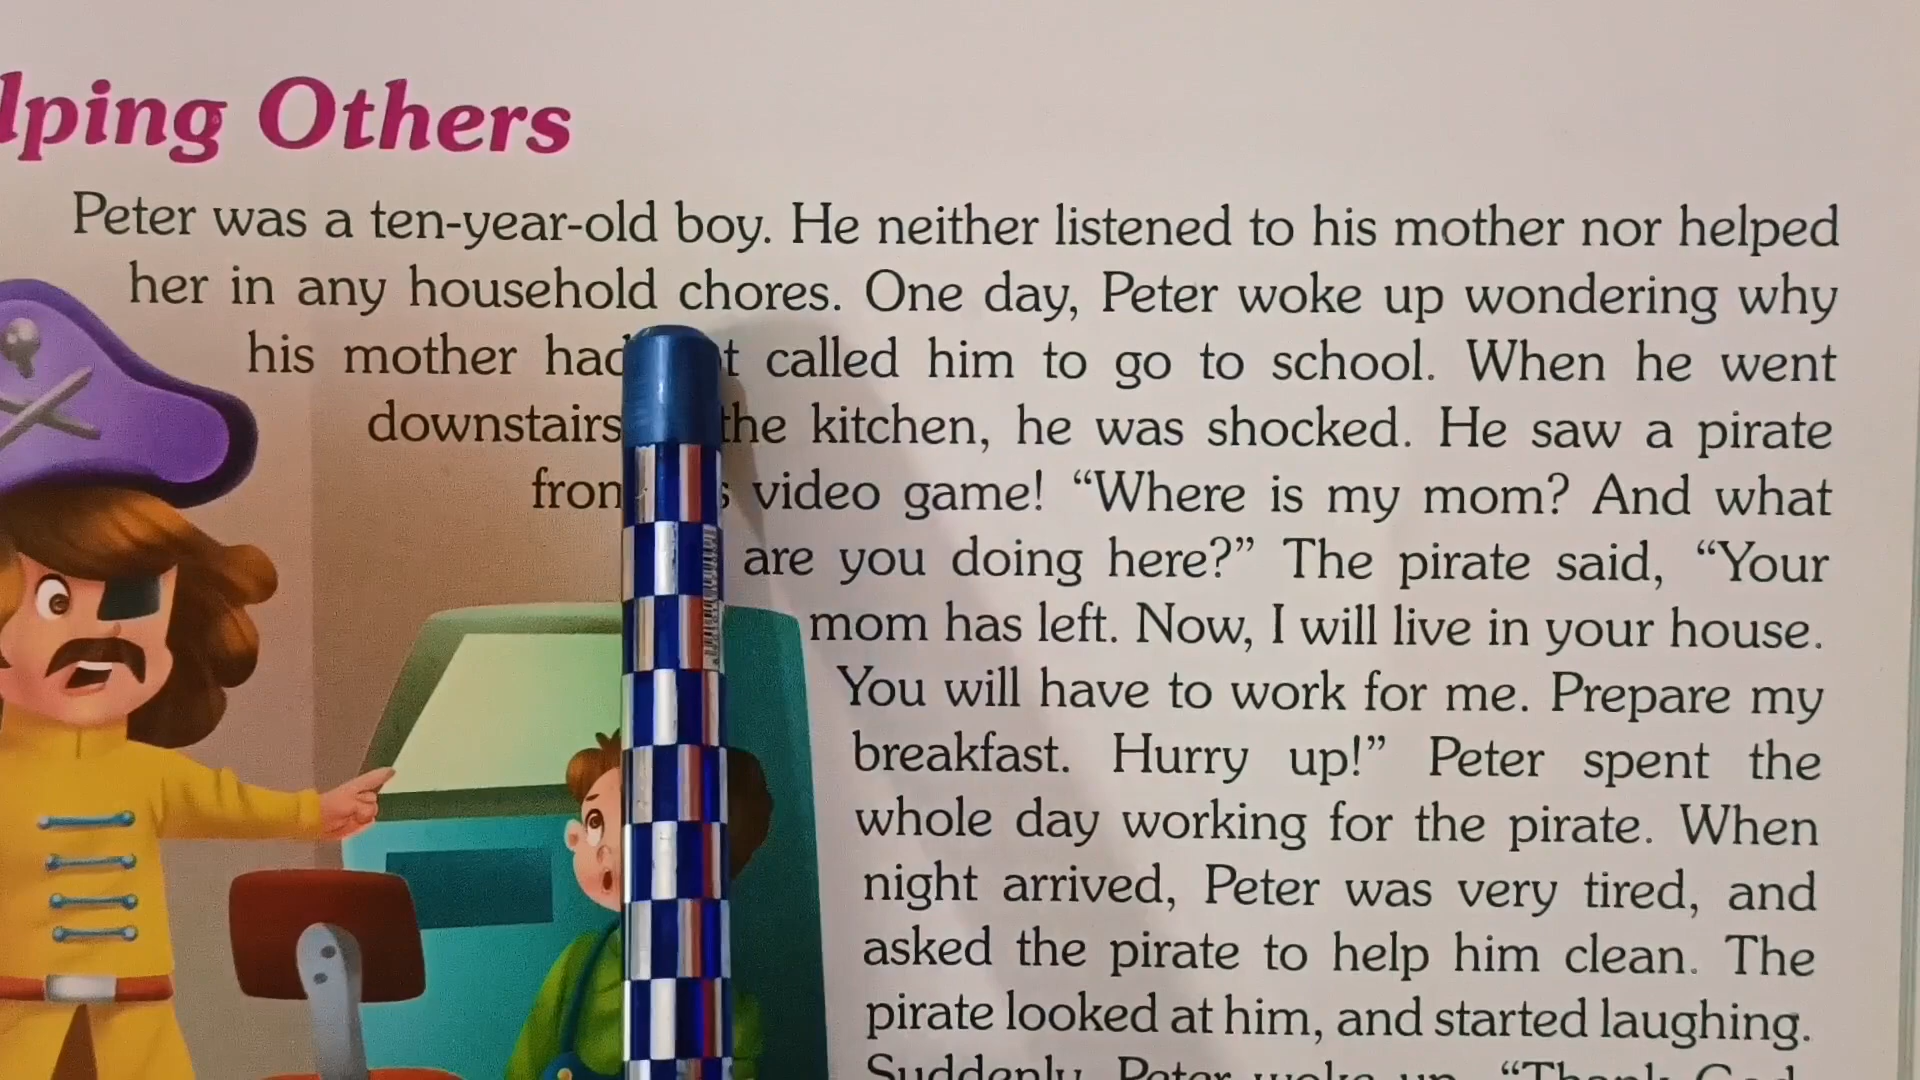 Others
Peter was a ten-year-old boy. He neither listened to his mother nor helped
her in any household chores. One day, Peter woke up wondering why
his mother called him to go to school. When he went
downstairs the kitchen, he was shocked. He saw a pirate
video game! “Where is my mom? And what
are you doing here?” The pirate said, “Your
mom has left. Now, I will live in your house.
You will have to work for me. Prepare my
breakfast. Hurry up!” Peter spent the
whole day working for the pirate. When
night arrived, Peter was very tired, and
asked the pirate to help him clean. The
pirate looked at him, and started laughing.
Suddenly, Peter woke up. “Thank God,